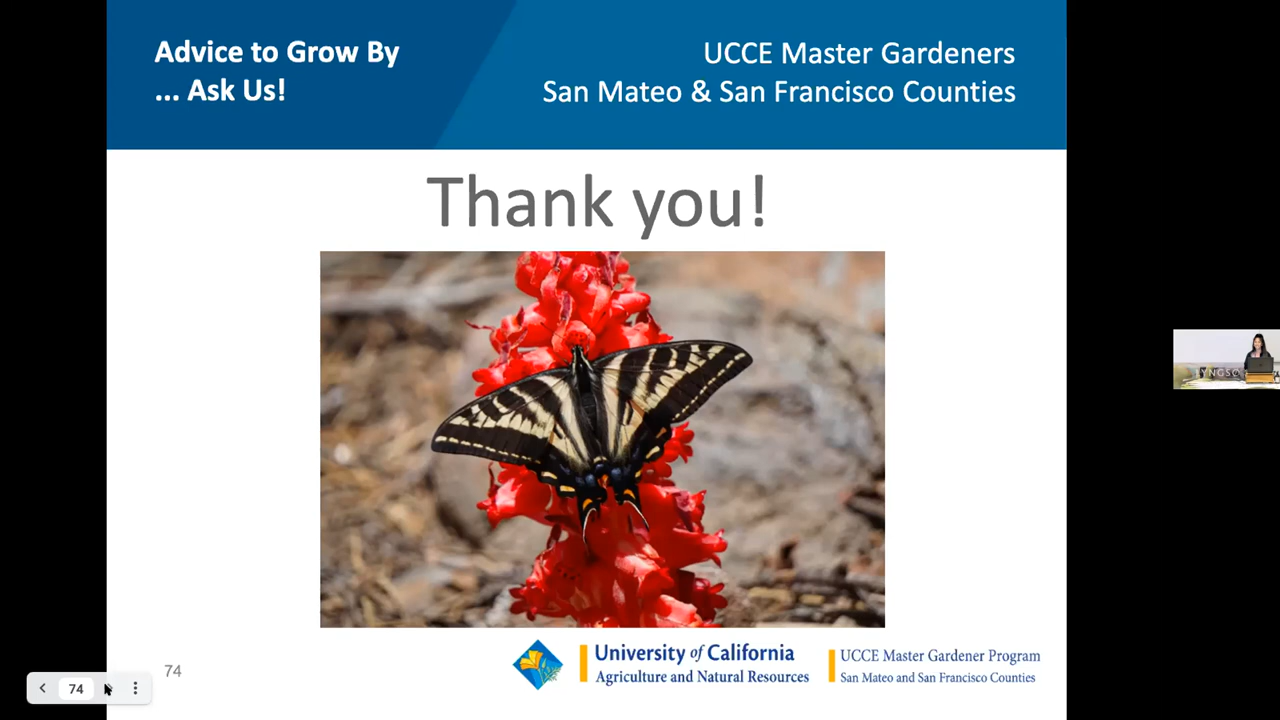 Advice to Grow By
... Ask Us!
UCCE Master Gardeners
San Mateo & San Francisco Counties
Thank you!
LYNGSO
University of California
Agriculture and Natural Resources
UCCE Master Gardener Program
San Mateo and San Francisco Counties
74
74